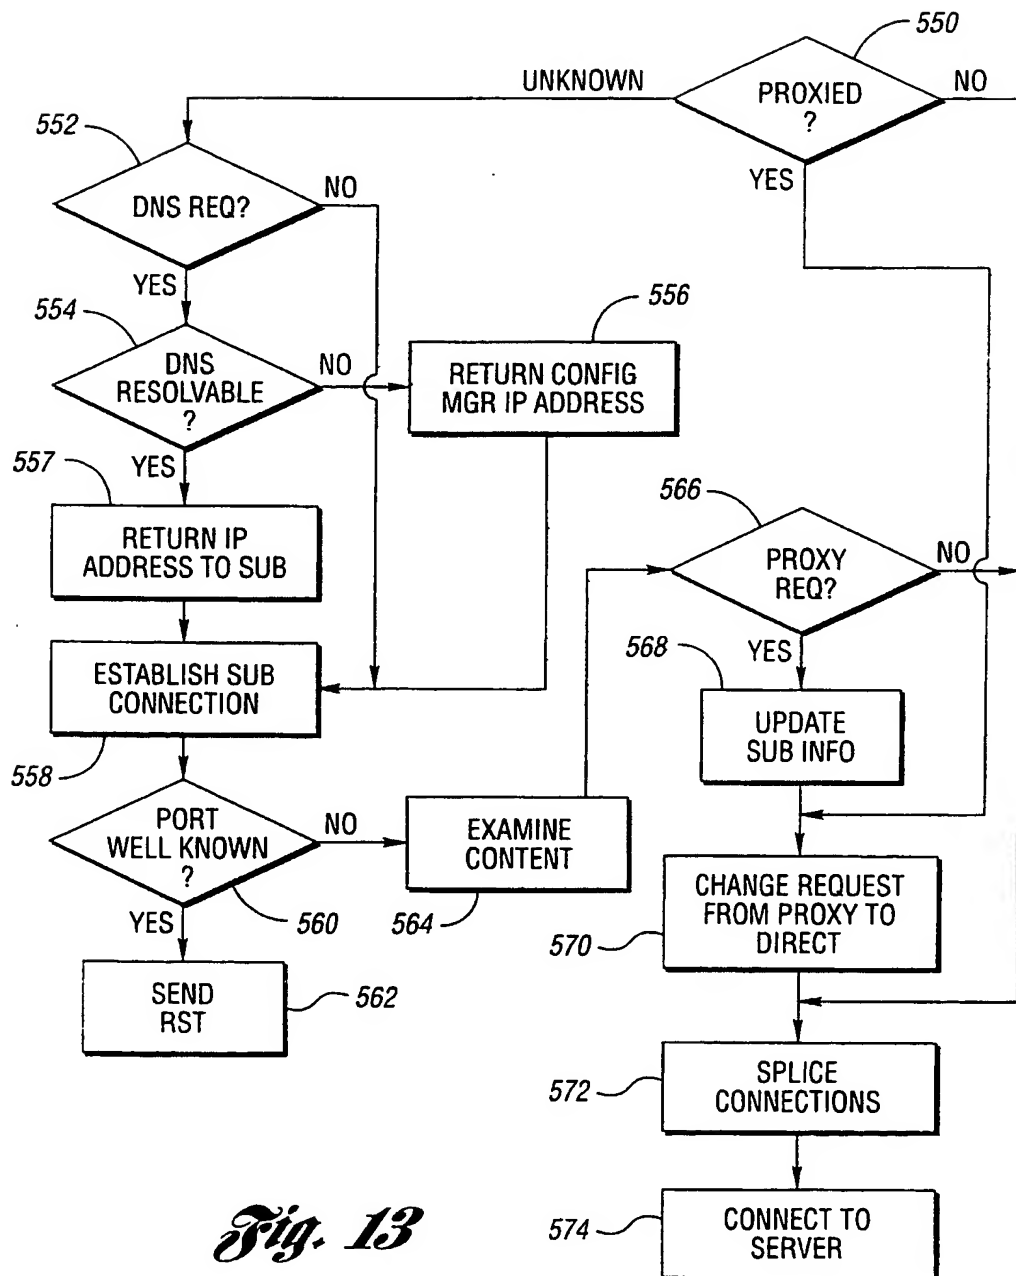 550
UNKNOWN
PROXIED
?
NO
YES
552
DNS REQ?
NO
YES
554
DNS
RESOLVABLE
?
NO
YES
556
RETURN CONFIG
MGR IP ADDRESS
557
RETURN IP
ADDRESS TO SUB
ESTABLISH SUB
CONNECTION
558
PORT
WELL KNOWN
?
NO
YES
560
SEND
RST
562
EXAMINE
CONTENT
564
566
PROXY
REQ?
NO
YES
568
UPDATE
SUB INFO
CHANGE REQUEST
FROM PROXY TO
DIRECT
570
SPLICE
CONNECTIONS
572
CONNECT TO
SERVER
574
Fig. 13